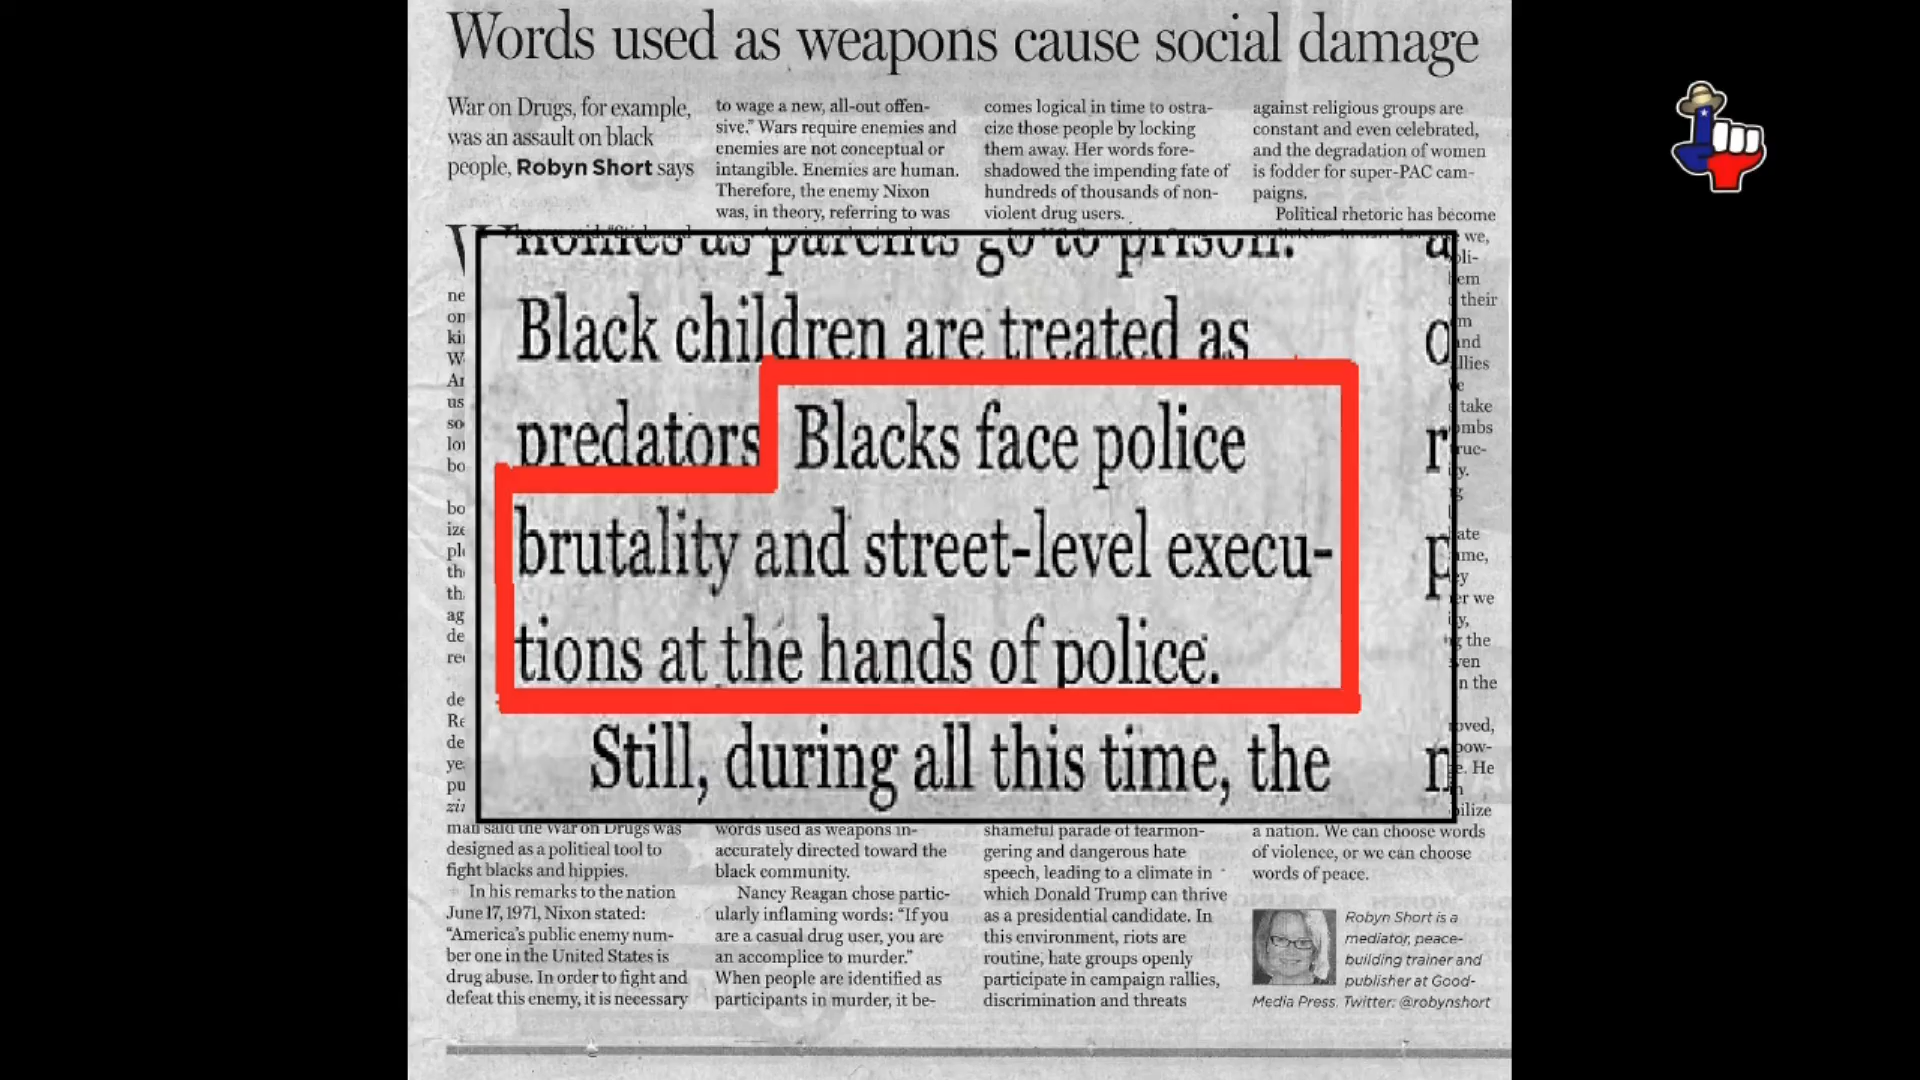 Words used as weapons cause social damage
War on Drugs, for example,
was an assault on black
people, Robyn Short says
to wage a new, all-out offen-
sive.” Wars require enemies and
enemies are not conceptual or
intangible. Enemies are human.
Therefore, the enemy Nixon
was, in theory, referring to was
comes logical in time to ostra-
cize those people by locking
them away. Her words fore-
shadowed the impending fate of
hundreds of thousands of non-
violent drug users.
against religious groups are
constant and even celebrated,
and the degradation of women
is fodder for super-PAC cam-
paigns.
Political rhetoric has become
homes as parents go to prison.
Black children are treated as
predators
Blacks face police
brutality and street-level execu-
tions at the hands of police.
Still, during all this time, the
man said the War on Drugs was
designed as a political tool to
fight blacks and hippies.
In his remarks to the nation
June 17, 1971, Nixon stated:
“America’s public enemy num-
ber one in the United States is
drug abuse. In order to fight and
defeat this enemy, it is necessary
words used as weapons in-
accurately directed toward the
black community.
Nancy Reagan chose partic-
ularly inflaming words: “If you
are a casual drug user, you are
an accomplice to murder.”
When people are identified as
participants in murder, it be-
shameful parade of fearmon-
gering and dangerous hate
speech, leading to a climate in
which Donald Trump can thrive
as a presidential candidate. In
this environment, riots are
routine, hate groups openly
participate in campaign rallies,
discrimination and threats
a nation. We can choose words
of violence, or we can choose
words of peace.
Robyn Short is a
mediator, peace-
building trainer and
publisher at Good-
Media Press. Twitter: @robynshort